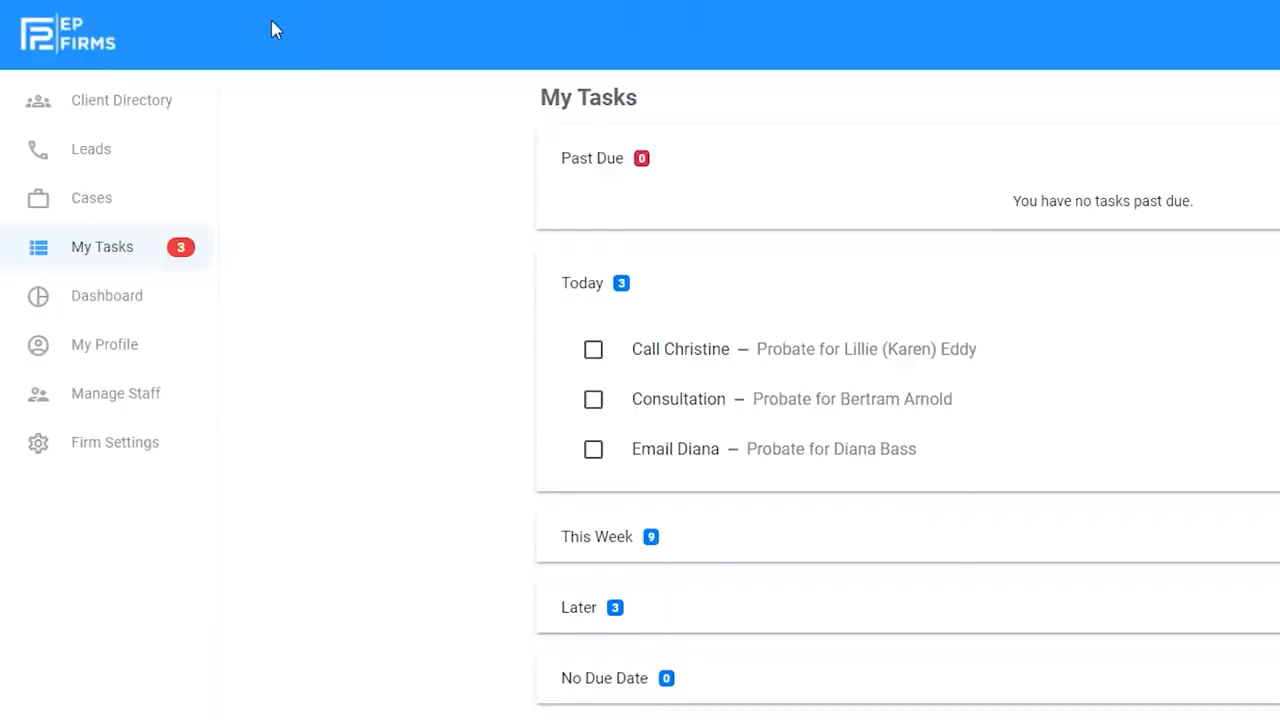 EP
FIRMS
Client Directory
Leads
Cases
My Tasks 3
Dashboard
My Profile
Manage Staff
Firm Settings
My Tasks
Past Due 0
You have no tasks past due.
Today 3
Call Christine – Probate for Lillie (Karen) Eddy
Consultation – Probate for Bertram Arnold
Email Diana – Probate for Diana Bass
This Week 9
Later 3
No Due Date 0